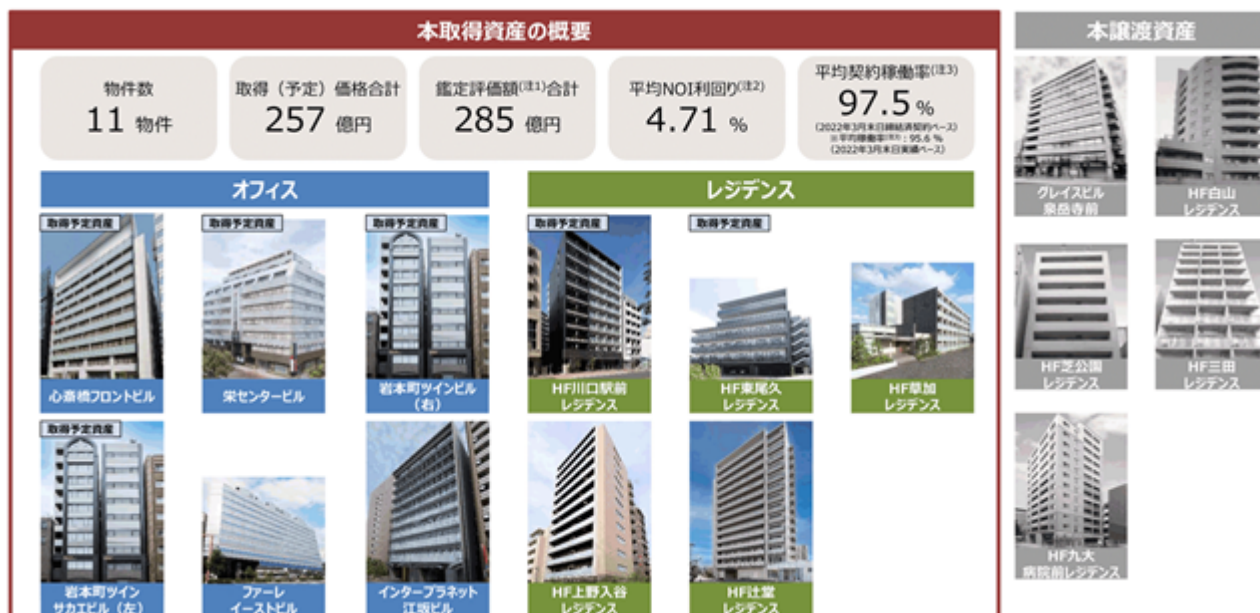 本取得資産の概要
物件数
11 物件
取得（予定）価格合計
257 億円
鑑定評価額(注1)合計
285 億円
平均NOI利回り(注2)
4.71 %
平均契約稼働率(注3)
97.5 %
(2022年3月末日締結済契約ベース)
※平均稼働率(注3)：95.6 %
(2022年3月末日実績ベース)
オフィス
取得予定資産
心斎橋フロントビル
取得予定資産
栄センタービル
取得予定資産
岩本町ツインビル
（右）
取得予定資産
岩本町ツイン
サカエビル（左）
ファーレ
イーストビル
インタープラネット
江坂ビル
レジデンス
取得予定資産
HF川口駅前
レジデンス
取得予定資産
HF東尾久
レジデンス
HF草加
レジデンス
HF上野入谷
レジデンス
HF辻堂
レジデンス
本譲渡資産
グレイスビル
泉岳寺前
HF白山
レジデンス
HF芝公園
レジデンス
HF三田
レジデンス
HF九大
病院前レジデンス